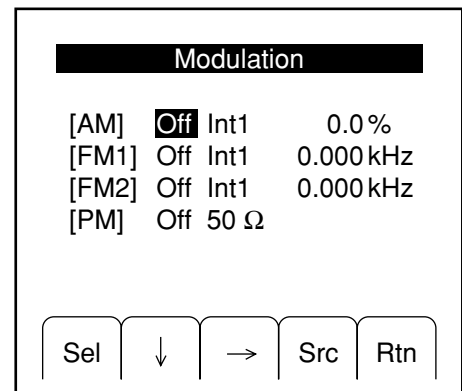 Modulation
[AM] Off Int1 0.0 %
[FM1] Off Int1 0.000 kHz
[FM2] Off Int1 0.000 kHz
[PM] Off 50 Ω
Sel ↓ → Src Rtn